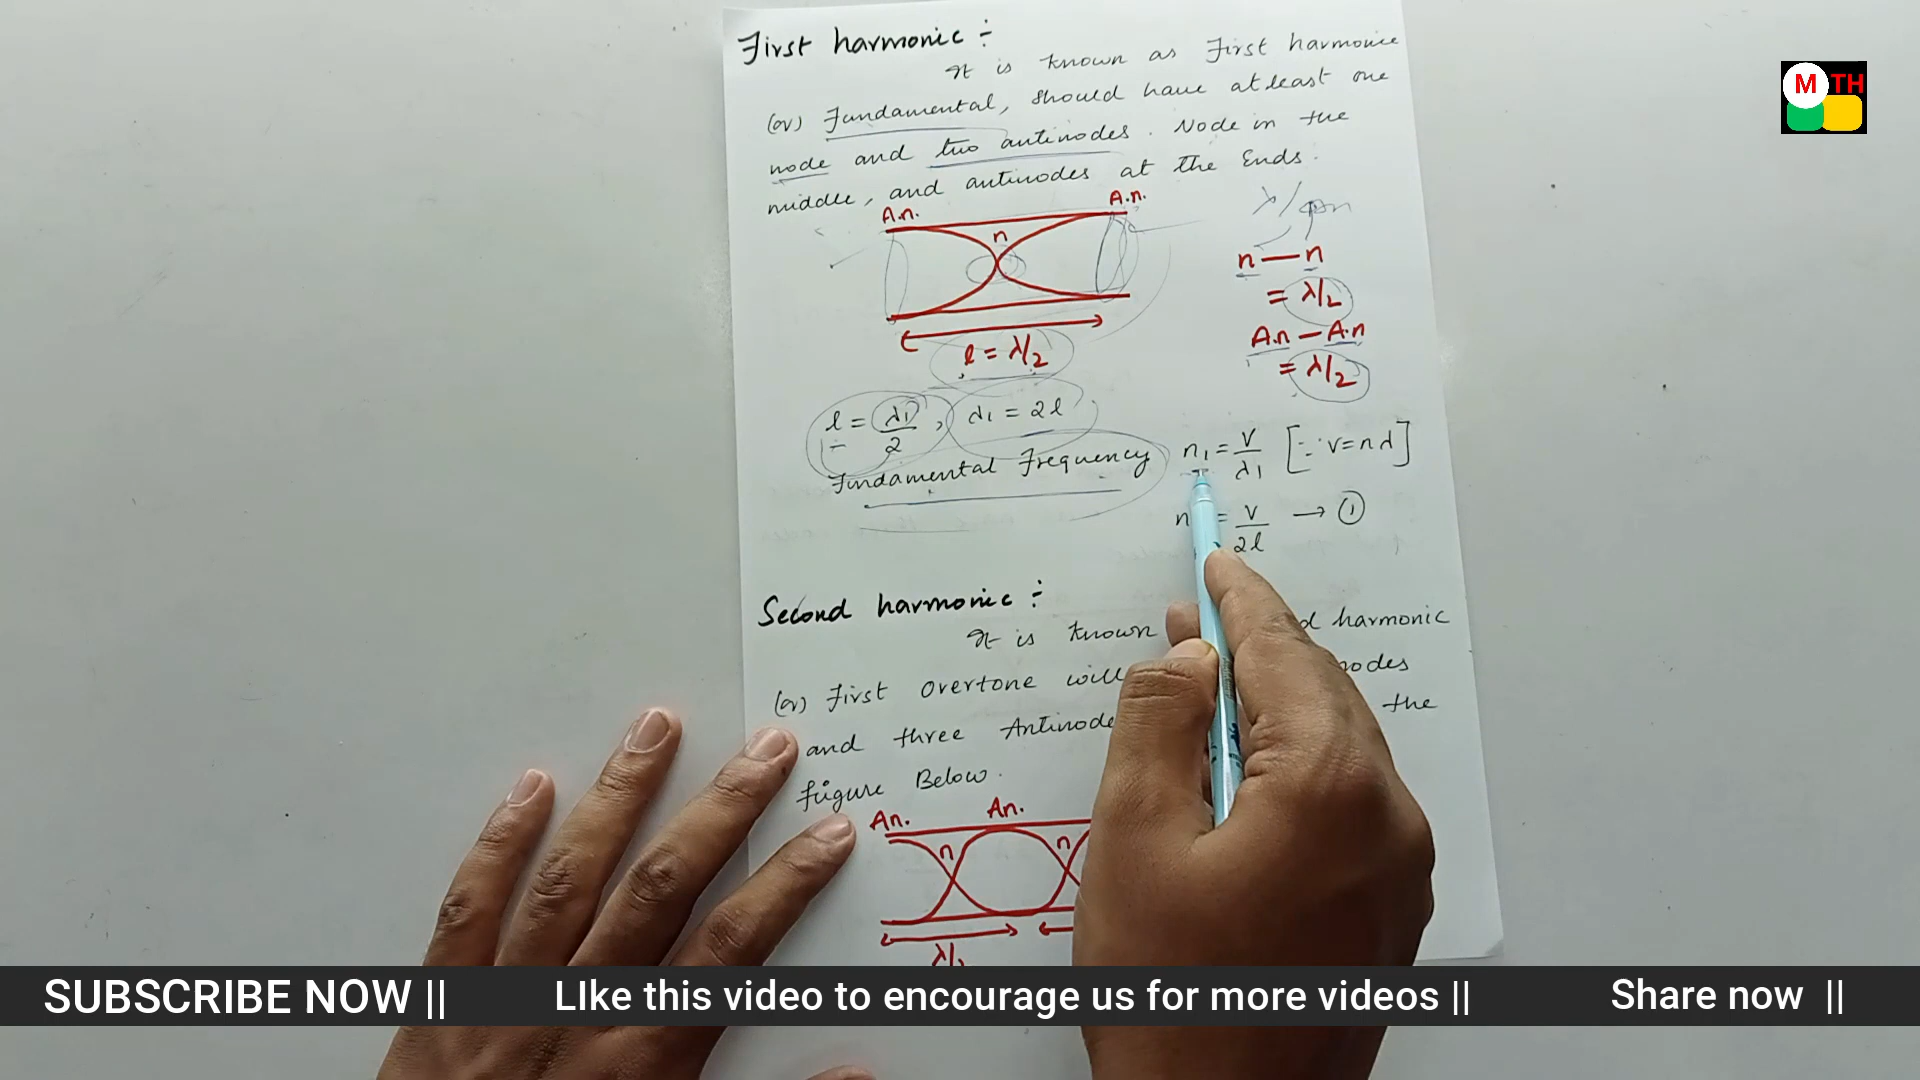 First harmonic :-
It is known as First harmonic
(or) Fundamental, should have atleast one
node and two antinodes. Node in the
middle, and antinodes at the Ends.
A.n. A.n.
n
l = λ/2
n — n
= λ/2
A.n — A.n
= λ/2
l = λ1/2 , λ1 = 2l
Fundamental Frequency n1 = V/λ1 [∵ v = nλ]
n = V/2l → ①
Second harmonic :-
It is known d harmonic
(or) First overtone will nodes
and three Antinode the
figure Below.
An. An.
n n
λ/2
M TH
SUBSCRIBE NOW || LIke this video to encourage us for more videos || Share now ||